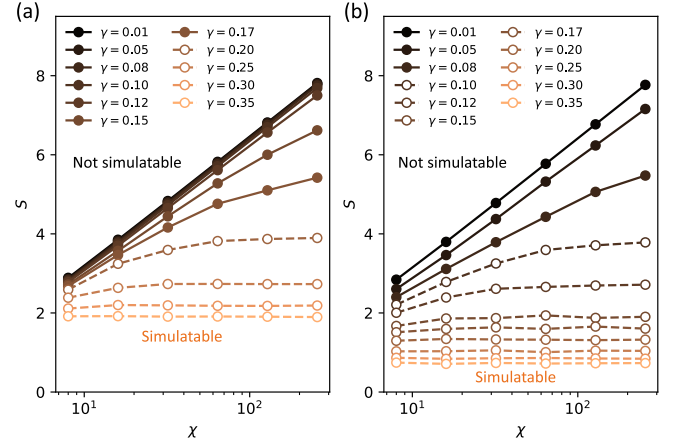 (a)
γ = 0.01
γ = 0.05
γ = 0.08
γ = 0.10
γ = 0.12
γ = 0.15
γ = 0.17
γ = 0.20
γ = 0.25
γ = 0.30
γ = 0.35
Not simulatable
Simulatable
S
8
6
4
2
0
10¹
10²
χ
(b)
γ = 0.01
γ = 0.05
γ = 0.08
γ = 0.10
γ = 0.12
γ = 0.15
γ = 0.17
γ = 0.20
γ = 0.25
γ = 0.30
γ = 0.35
Not simulatable
Simulatable
S
8
6
4
2
0
10¹
10²
χ